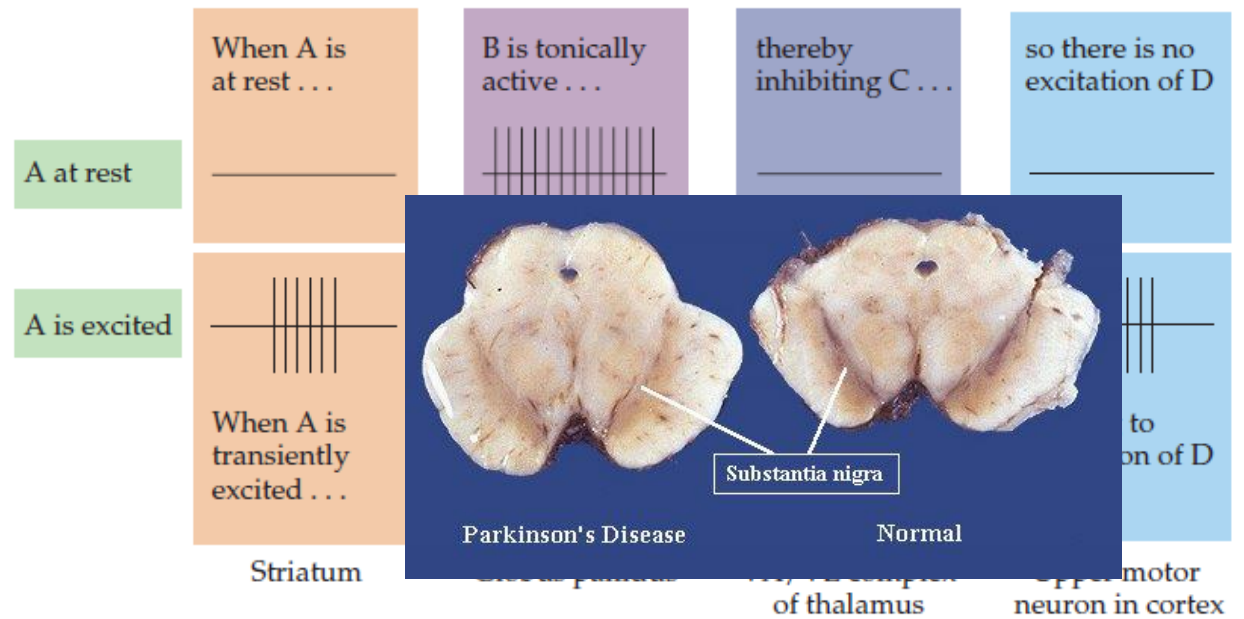 When A is
at rest . . .
B is tonically
active . . .
thereby
inhibiting C . . .
so there is no
excitation of D
A at rest
A is excited
When A is
transiently
excited . . .
to
on of D
Substantia nigra
Parkinson's Disease
Normal
Striatum
complex
of thalamus
Upper motor
neuron in cortex